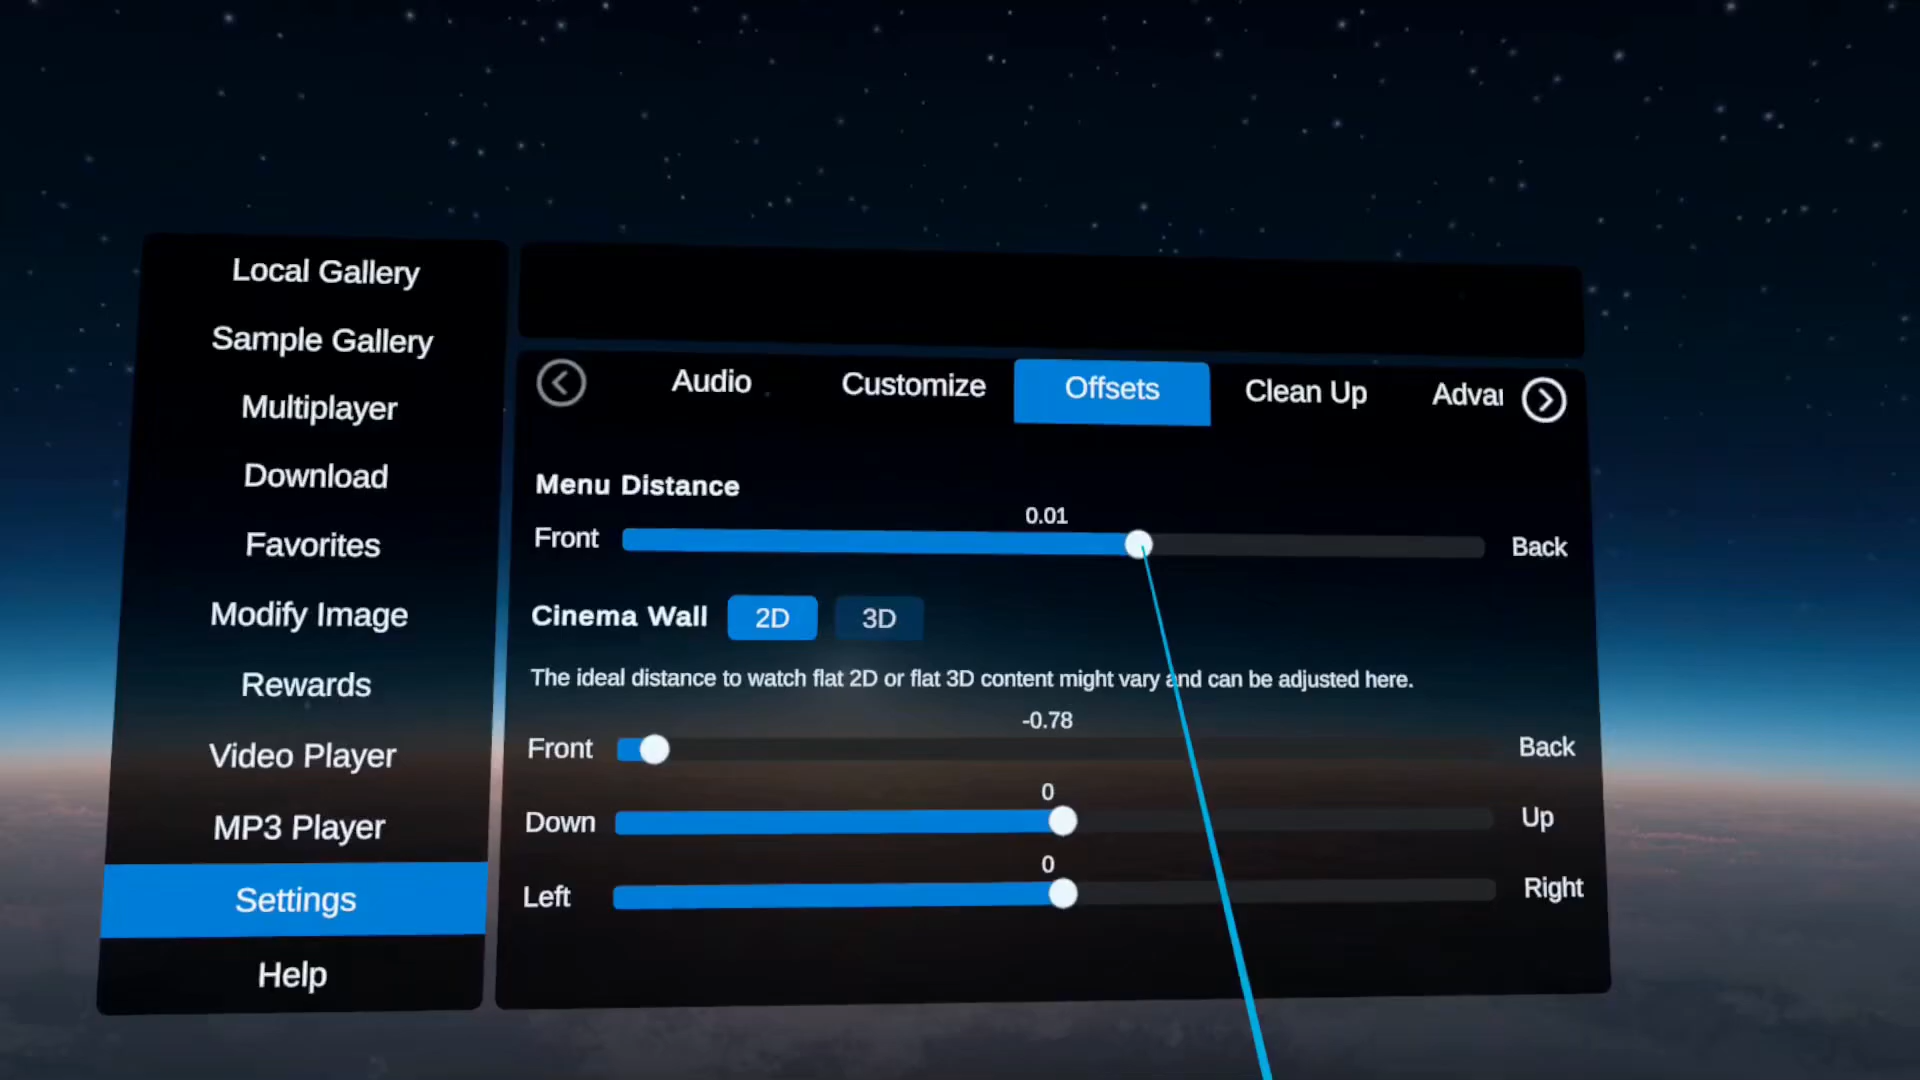 Local Gallery
Sample Gallery
Multiplayer
Download
Favorites
Modify Image
Rewards
Video Player
MP3 Player
Settings
Help
Audio Customize Offsets Clean Up Advar
Menu Distance
0.01
Front Back
Cinema Wall 2D 3D
The ideal distance to watch flat 2D or flat 3D content might vary and can be adjusted here.
-0.78
Front Back
0
Down Up
0
Left Right